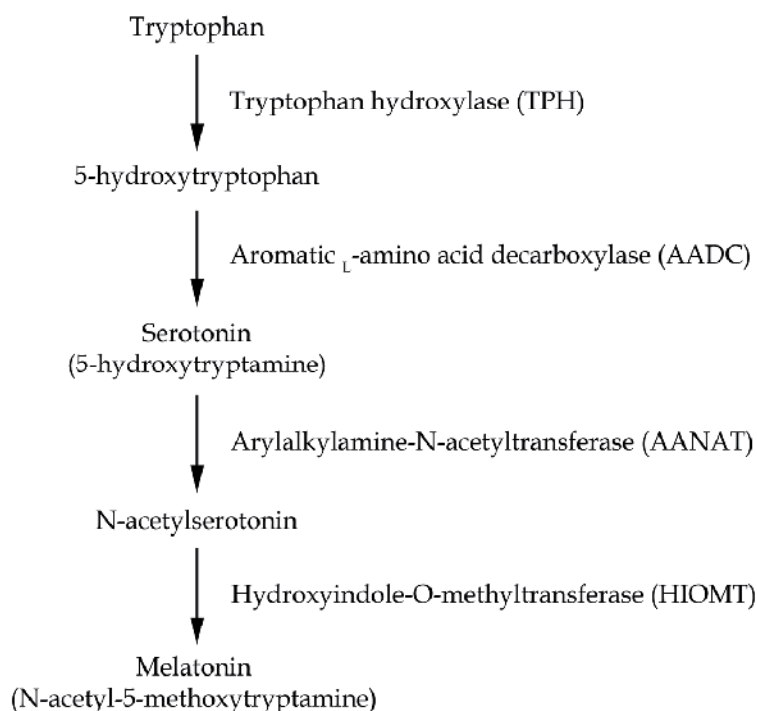 Tryptophan
Tryptophan hydroxylase (TPH)
5-hydroxytryptophan
Aromatic L-amino acid decarboxylase (AADC)
Serotonin
(5-hydroxytryptamine)
Arylalkylamine-N-acetyltransferase (AANAT)
N-acetylserotonin
Hydroxyindole-O-methyltransferase (HIOMT)
Melatonin
(N-acetyl-5-methoxytryptamine)